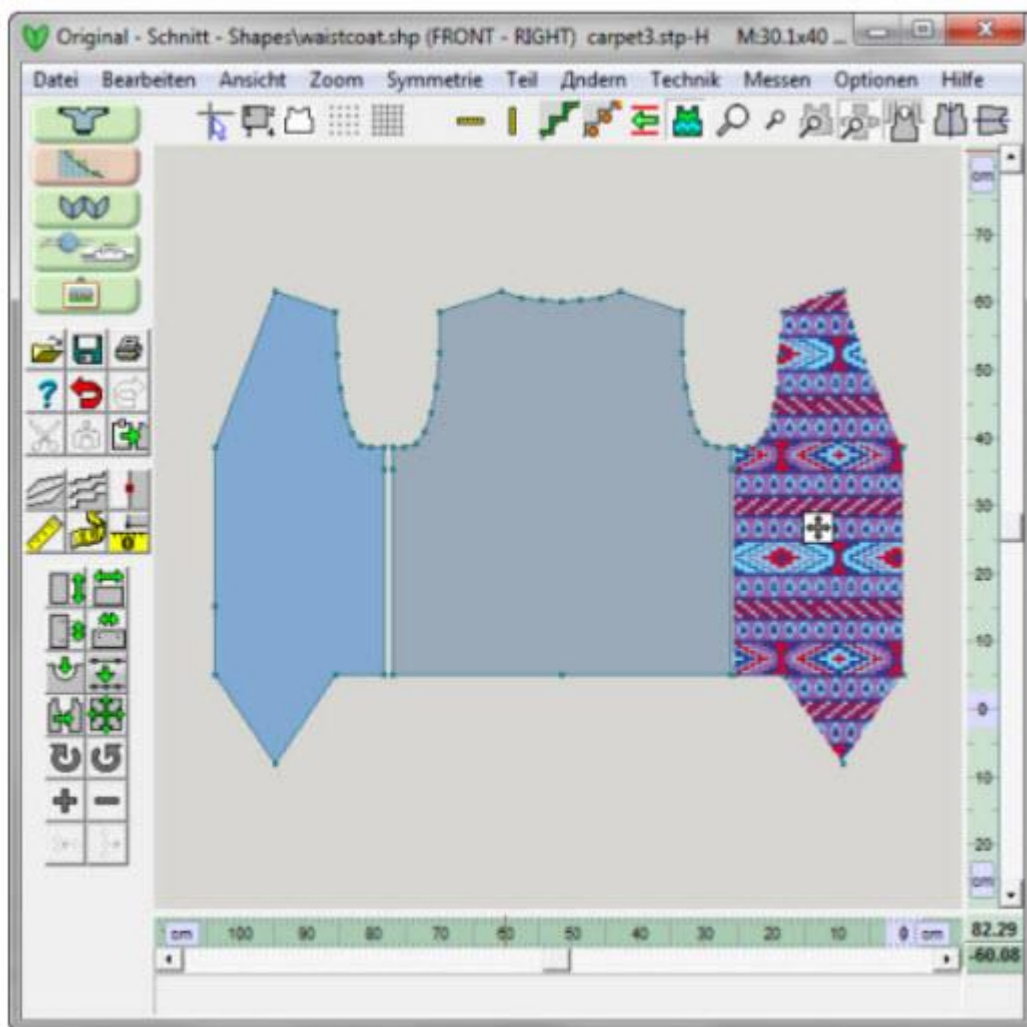 Original - Schnitt - Shapes\waistcoat.shp (FRONT - RIGHT) carpet3.stp-H M:30.1x40 ...
Datei Bearbeiten Ansicht Zoom Symmetrie Teil Дndern Technik Messen Optionen Hilfe
cm
70
60
50
40
30
22
10
0
10
20
cm
cm 100 90 80 70 60 50 40 30 20 10 0 cm
82.29
-60.08